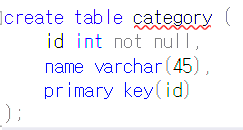 create table category (
    id int not null,
    name varchar(45),
    primary key(id)
);